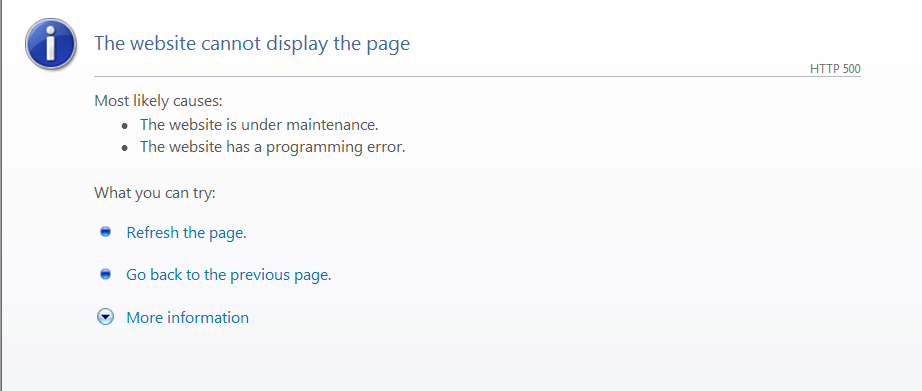 The website cannot display the page
HTTP 500
Most likely causes:
The website is under maintenance.
The website has a programming error.
What you can try:
Refresh the page.
Go back to the previous page.
More information